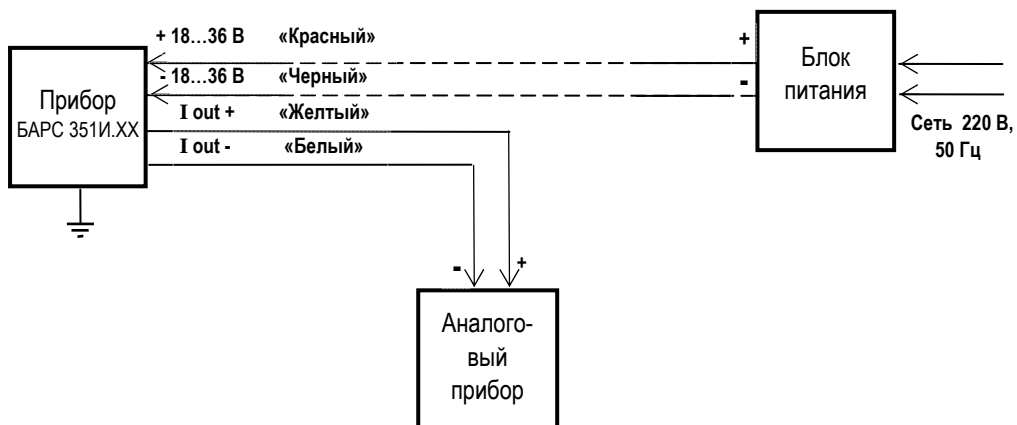 + 18...36 В «Красный»
- 18...36 В «Черный»
I out + «Желтый»
I out - «Белый»
Прибор
БАРС 351И.ХХ
+
-
Блок
питания
Сеть 220 В,
50 Гц
- +
Аналого-
вый
прибор